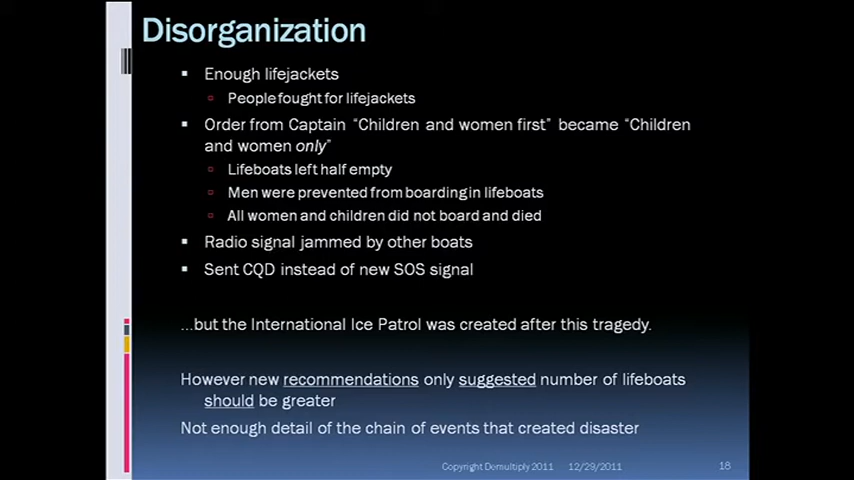 Disorganization
▪ Enough lifejackets
▫ People fought for lifejackets
▪ Order from Captain "Children and women first" became "Children
and women only"
▫ Lifeboats left half empty
▫ Men were prevented from boarding in lifeboats
▫ All women and children did not board and died
▪ Radio signal jammed by other boats
▪ Sent CQD instead of new SOS signal
...but the International Ice Patrol was created after this tragedy.
However new recommendations only suggested number of lifeboats
should be greater
Not enough detail of the chain of events that created disaster
Copyright Demultiply 2011 12/29/2011 18